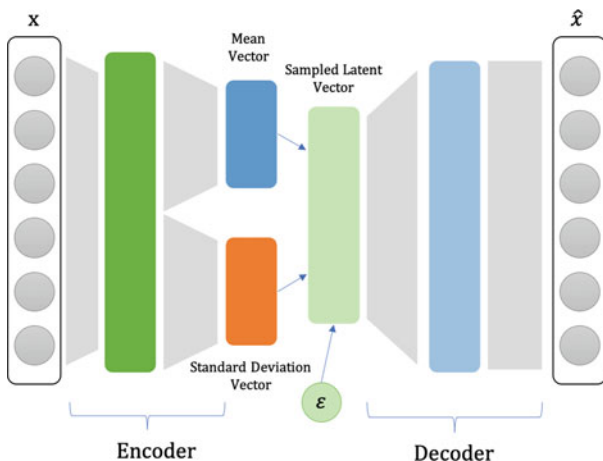 x
x̂
Mean
Vector
Sampled Latent
Vector
Standard Deviation
Vector
ε
Encoder
Decoder